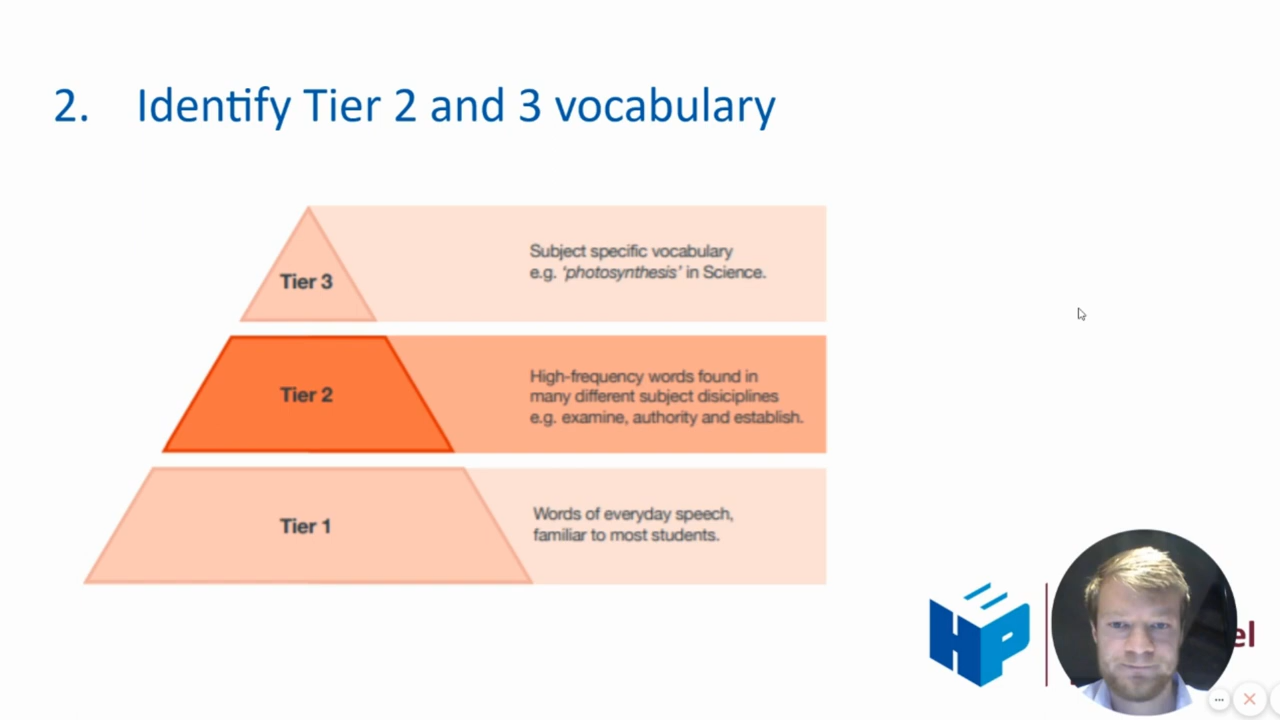 2. Identify Tier 2 and 3 vocabulary
Tier 3
Subject specific vocabulary
e.g. 'photosynthesis' in Science.
Tier 2
High-frequency words found in
many different subject disiciplines
e.g. examine, authority and establish.
Tier 1
Words of everyday speech,
familiar to most students.
HEP
el